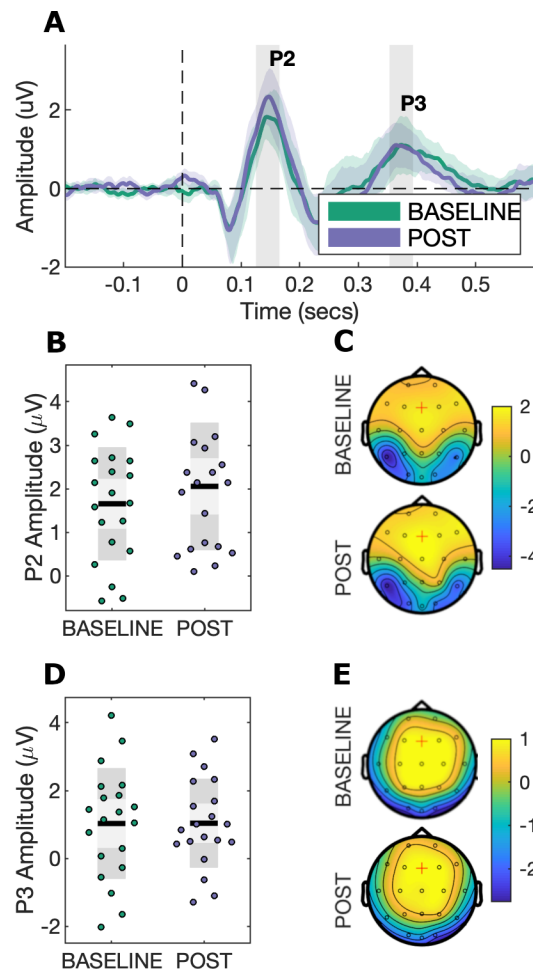 A
P2
P3
Amplitude (uV)
2
0
-2
BASELINE
POST
-0.1 0 0.1 0.2 0.3 0.4 0.5
Time (secs)
B
P2 Amplitude (μV)
4
3
2
1
0
BASELINE POST
C
BASELINE
POST
2
0
-2
-4
D
P3 Amplitude (μV)
4
2
0
-2
BASELINE POST
E
BASELINE
POST
1
0
-1
-2